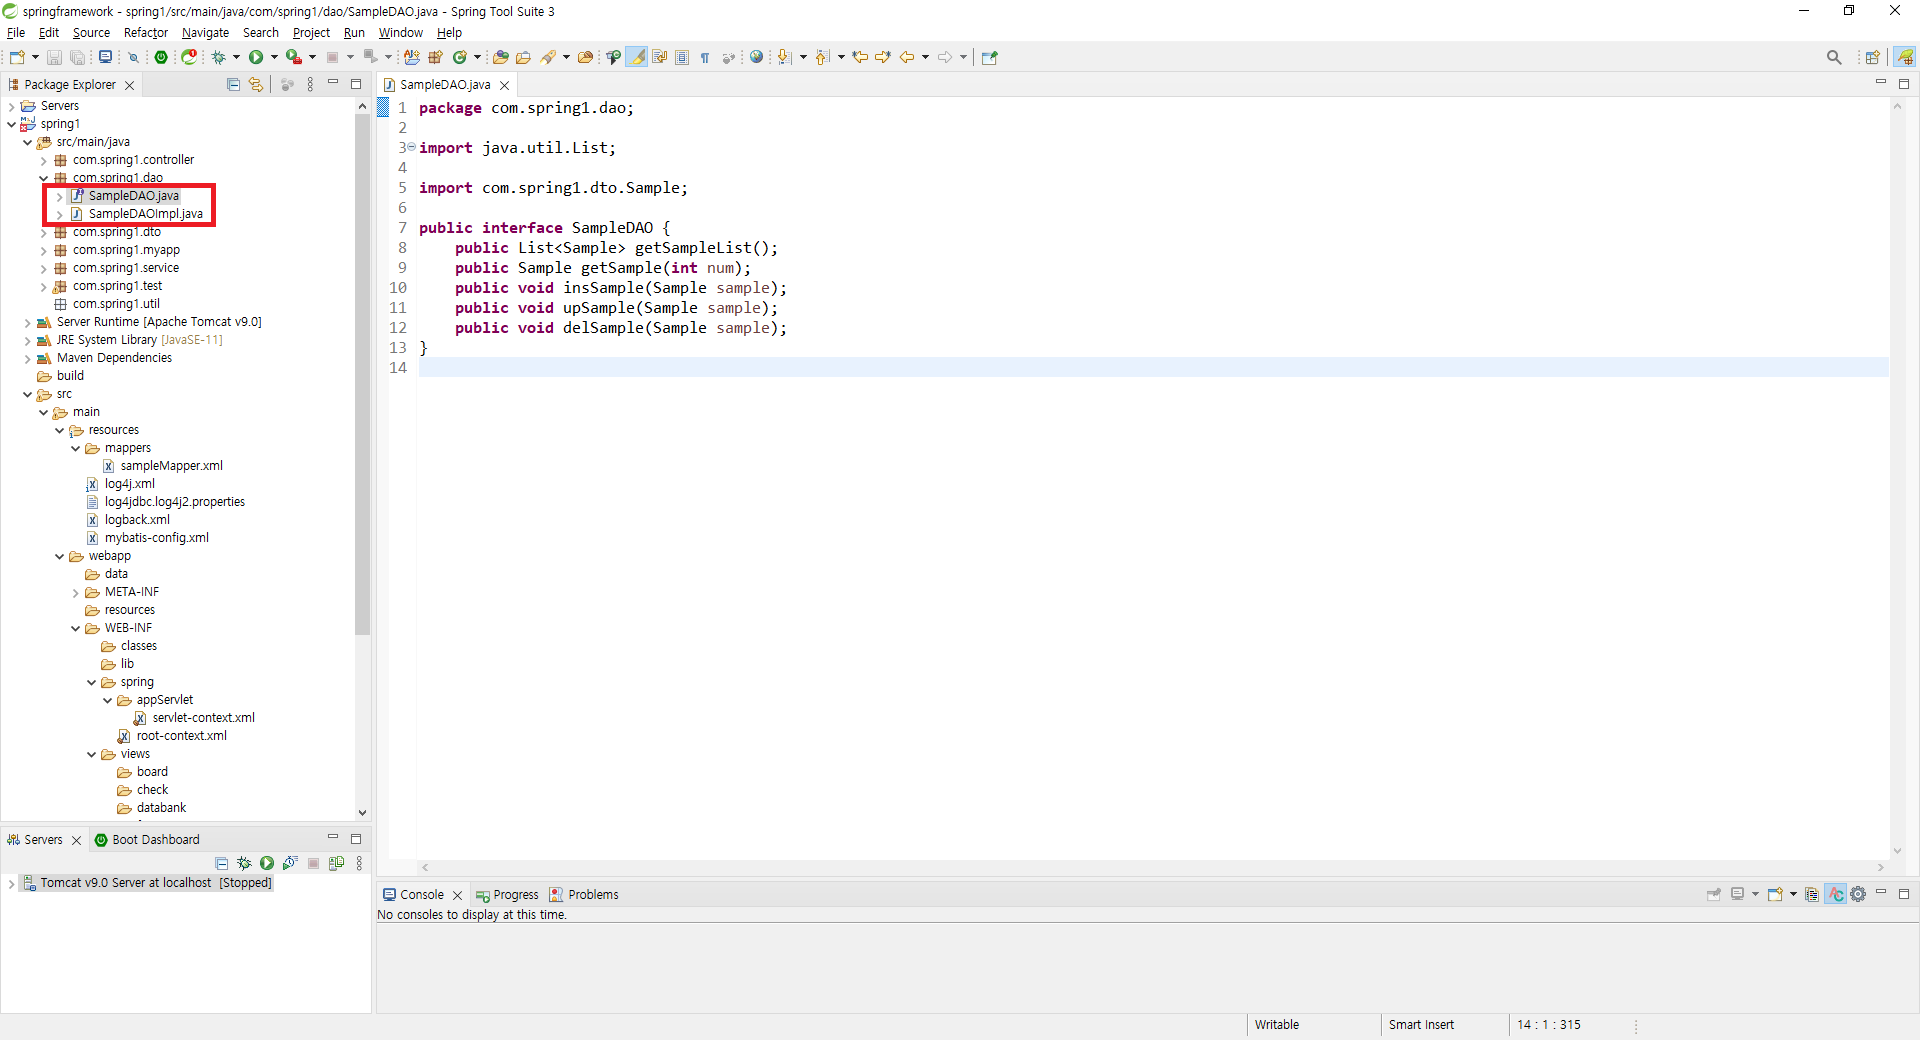 springframework - spring1/src/main/java/com/spring1/dao/SampleDAO.java - Spring Tool Suite 3
File Edit Source Refactor Navigate Search Project Run Window Help
Package Explorer
Servers
spring1
src/main/java
com.spring1.controller
com.spring1.dao
SampleDAO.java
SampleDAOImpl.java
com.spring1.dto
com.spring1.myapp
com.spring1.service
com.spring1.test
com.spring1.util
Server Runtime [Apache Tomcat v9.0]
JRE System Library [JavaSE-11]
Maven Dependencies
build
src
main
resources
mappers
sampleMapper.xml
log4j.xml
log4jdbc.log4j2.properties
logback.xml
mybatis-config.xml
webapp
data
META-INF
resources
WEB-INF
classes
lib
spring
appServlet
servlet-context.xml
root-context.xml
views
board
check
databank
SampleDAO.java
1 package com.spring1.dao;
2
3 import java.util.List;
4
5 import com.spring1.dto.Sample;
6
7 public interface SampleDAO {
8 public List<Sample> getSampleList();
9 public Sample getSample(int num);
10 public void insSample(Sample sample);
11 public void upSample(Sample sample);
12 public void delSample(Sample sample);
13 }
14
Servers Boot Dashboard
Tomcat v9.0 Server at localhost [Stopped]
Console Progress Problems
No consoles to display at this time.
Writable Smart Insert 14 : 1 : 315